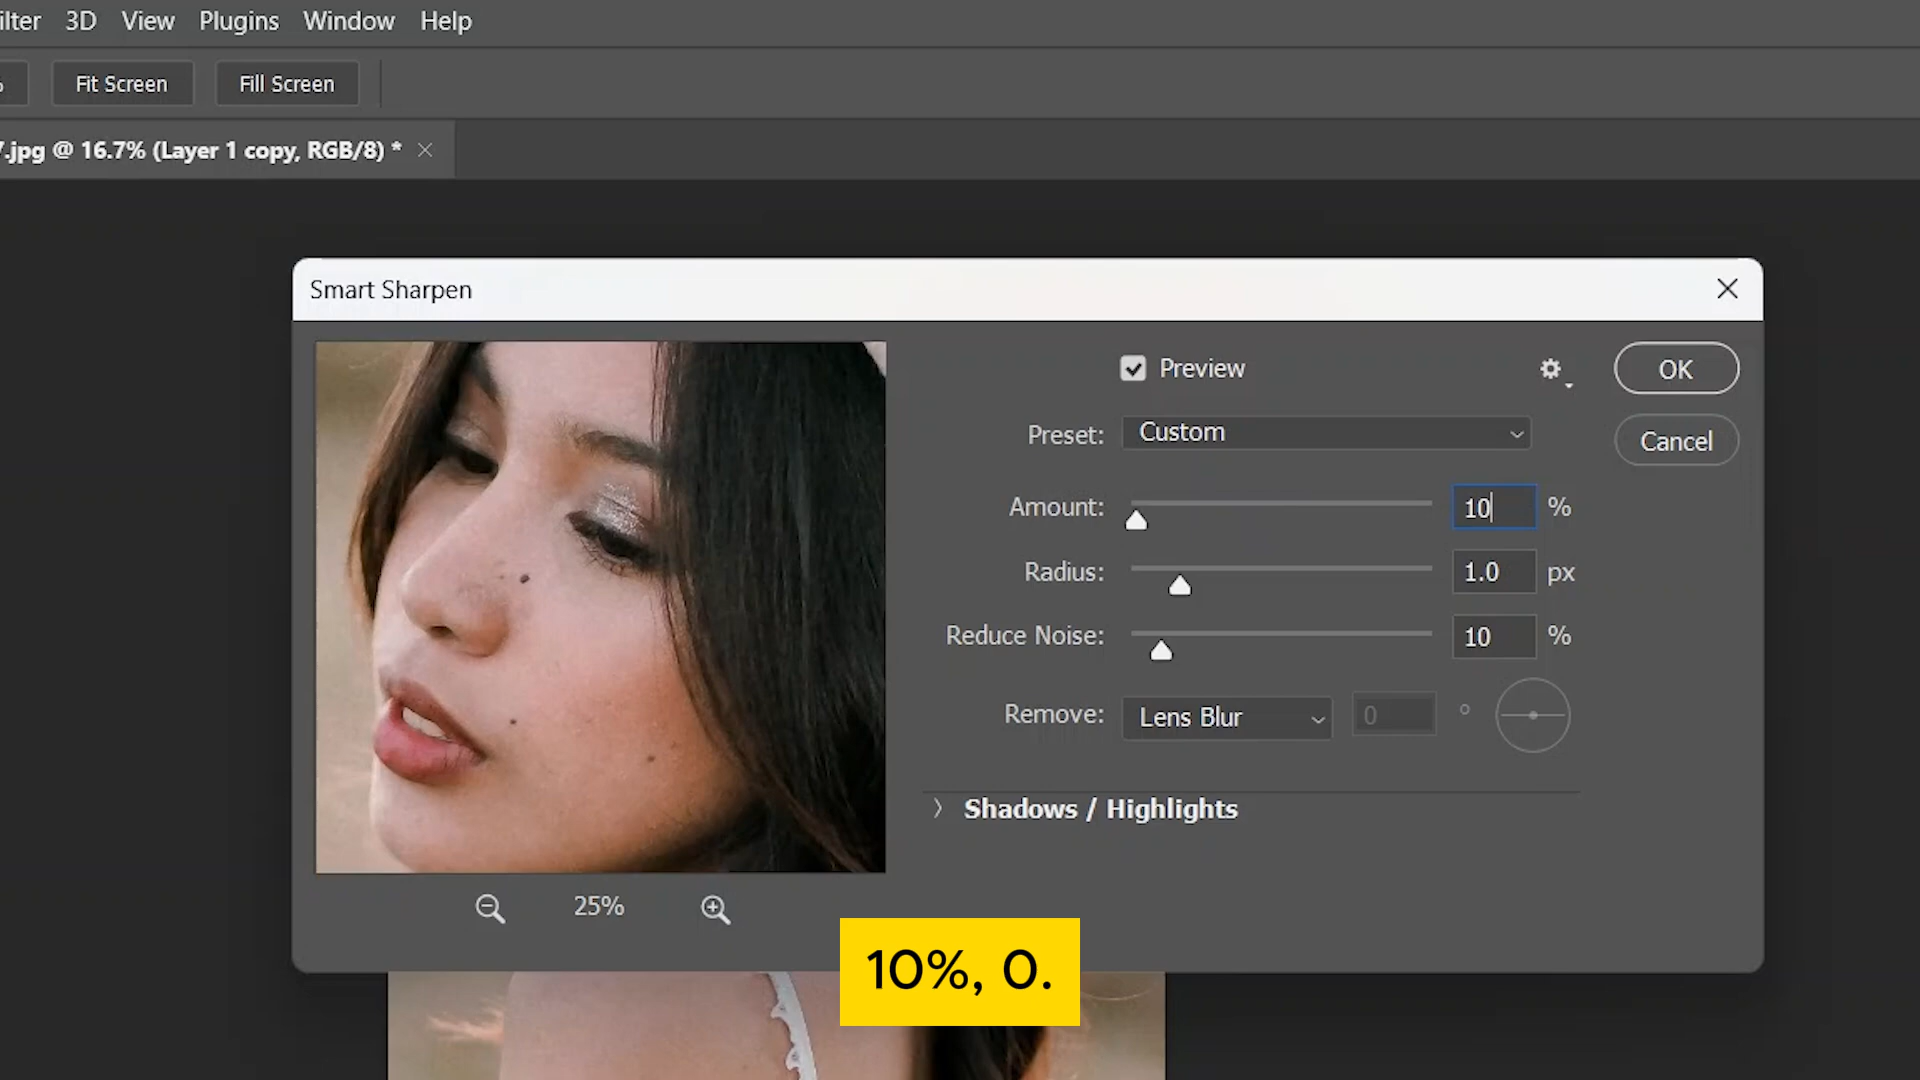 ilter 3D View Plugins Window Help
Fit Screen Fill Screen
.jpg @ 16.7% (Layer 1 copy, RGB/8) *
Smart Sharpen
Preview
OK
Preset: Custom
Cancel
Amount: 10 %
Radius: 1.0 px
Reduce Noise: 10 %
Remove: Lens Blur 0 °
Shadows / Highlights
25%
10%, 0.